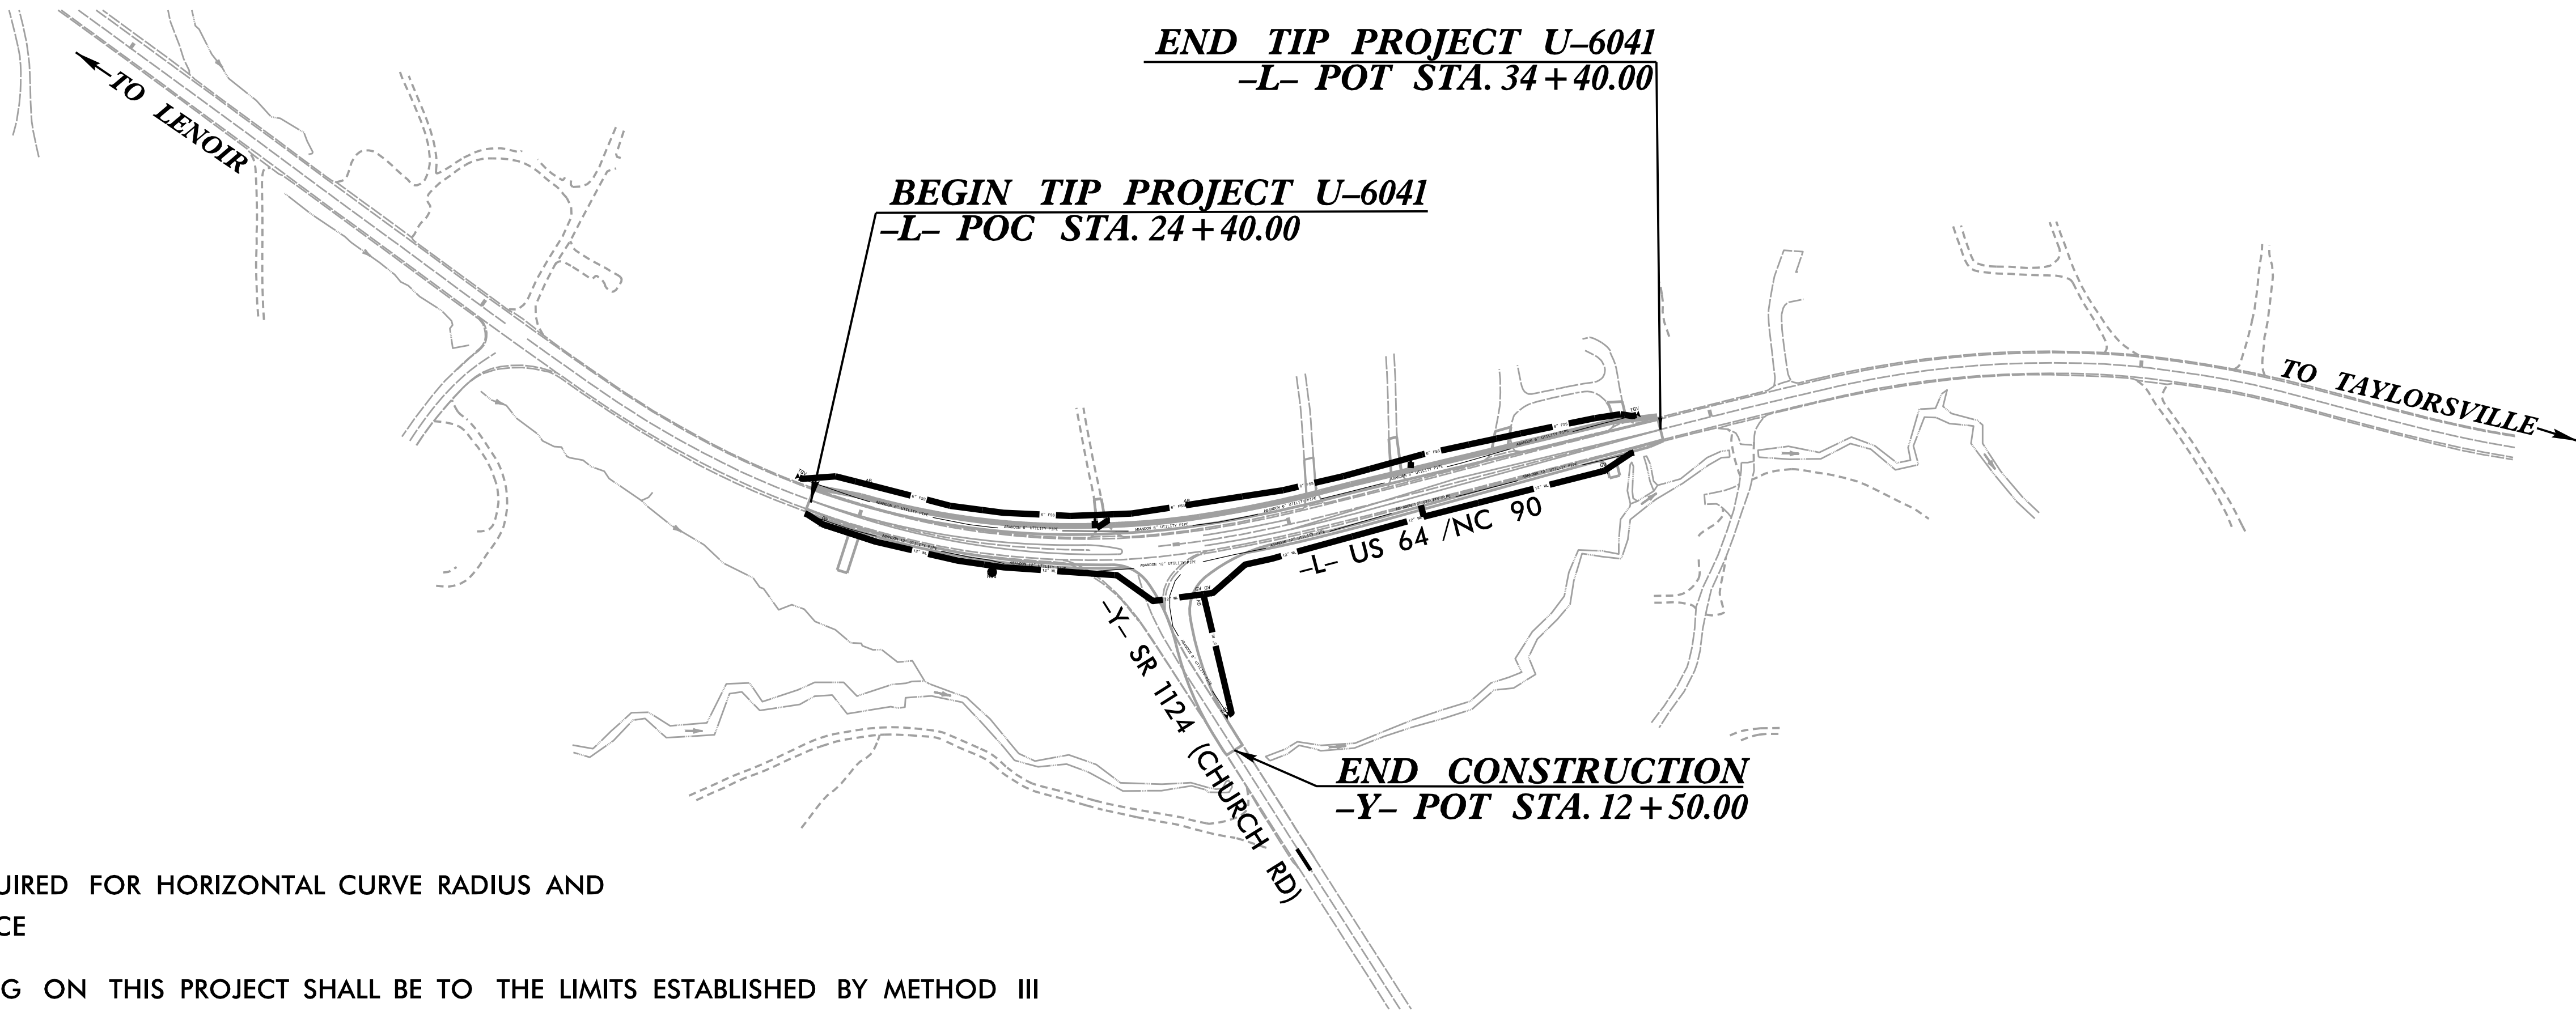 END TIP PROJECT U–6041
–L– POT STA. 34+40.00
TO LENOIR
BEGIN TIP PROJECT U–6041
–L– POC STA. 24+40.00
TO TAYLORSVILLE
–L– US 64 /NC 90
–Y– SR 1124 (CHURCH RD)
END CONSTRUCTION
–Y– POT STA. 12+50.00
UIRED FOR HORIZONTAL CURVE RADIUS AND
CE
G ON THIS PROJECT SHALL BE TO THE LIMITS ESTABLISHED BY METHOD III